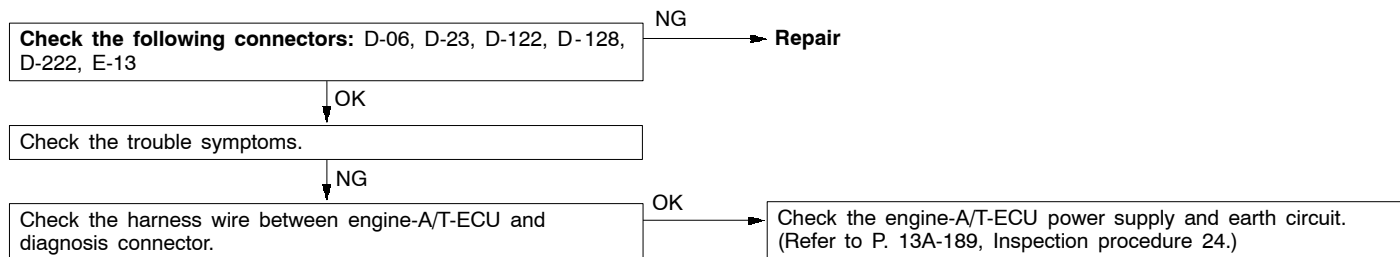 Check the following connectors: D-06, D-23, D-122, D-128,
D-222, E-13
NG
Repair
OK
Check the trouble symptoms.
NG
Check the harness wire between engine-A/T-ECU and
diagnosis connector.
OK
Check the engine-A/T-ECU power supply and earth circuit.
(Refer to P. 13A-189, Inspection procedure 24.)